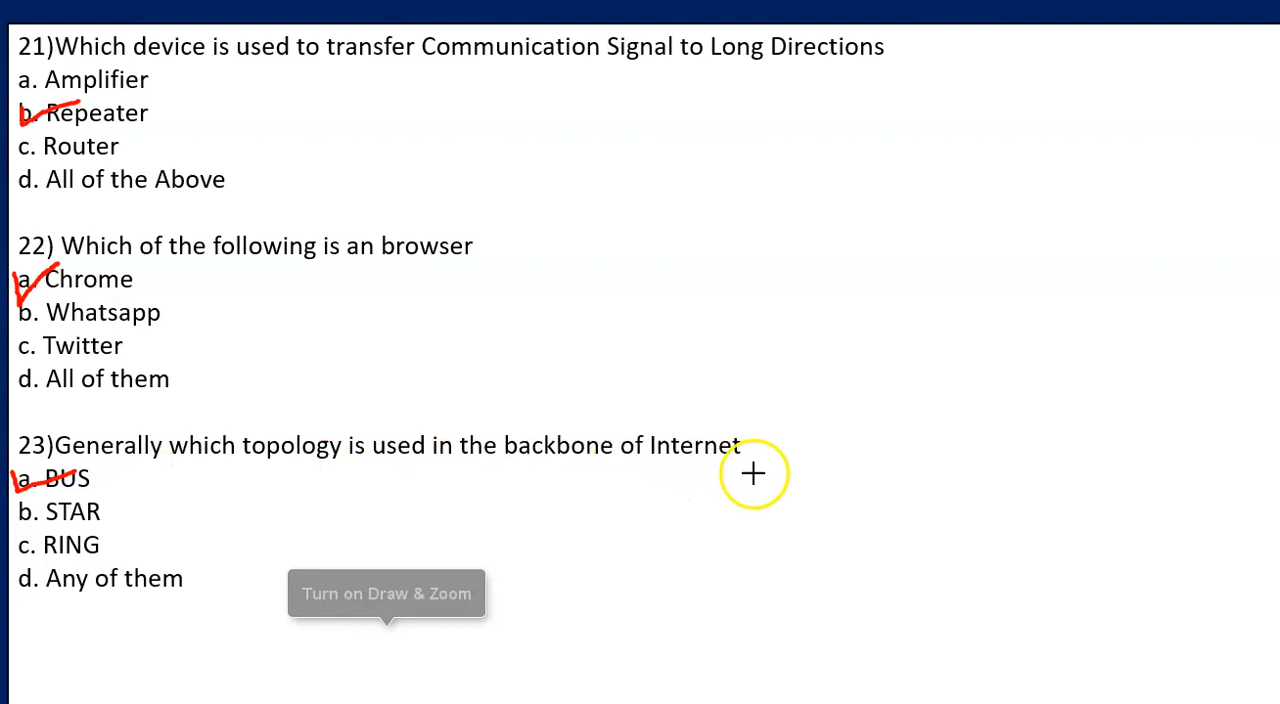 21)Which device is used to transfer Communication Signal to Long Directions
a. Amplifier
b. Repeater
c. Router
d. All of the Above
22) Which of the following is an browser
a. Chrome
b. Whatsapp
c. Twitter
d. All of them
23)Generally which topology is used in the backbone of Internet
a. BUS
b. STAR
c. RING
d. Any of them
Turn on Draw & Zoom